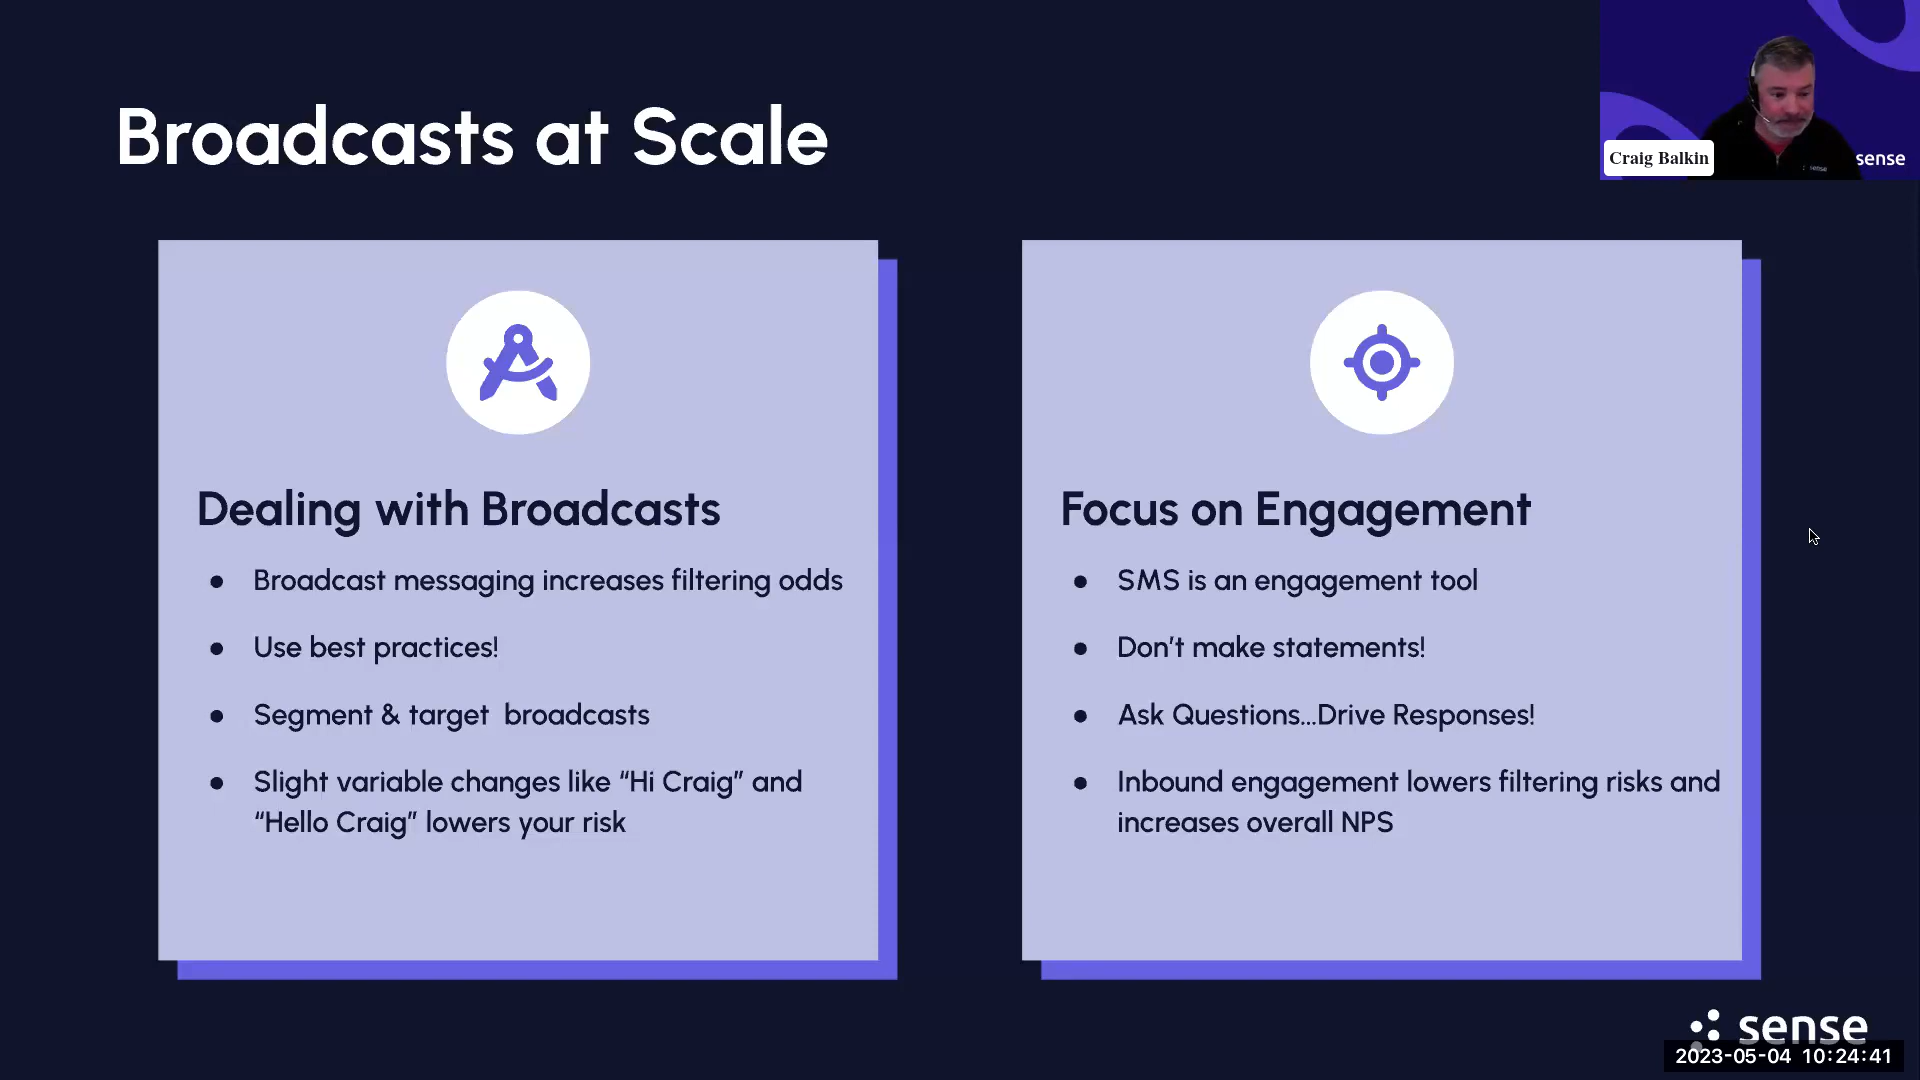 Broadcasts at Scale
Craig Balkin
sense
sense
Dealing with Broadcasts
● Broadcast messaging increases filtering odds
● Use best practices!
● Segment & target  broadcasts
● Slight variable changes like “Hi Craig” and
“Hello Craig” lowers your risk
Focus on Engagement
● SMS is an engagement tool
● Don’t make statements!
● Ask Questions...Drive Responses!
● Inbound engagement lowers filtering risks and
increases overall NPS
sense
2023-05-04 10:24:41